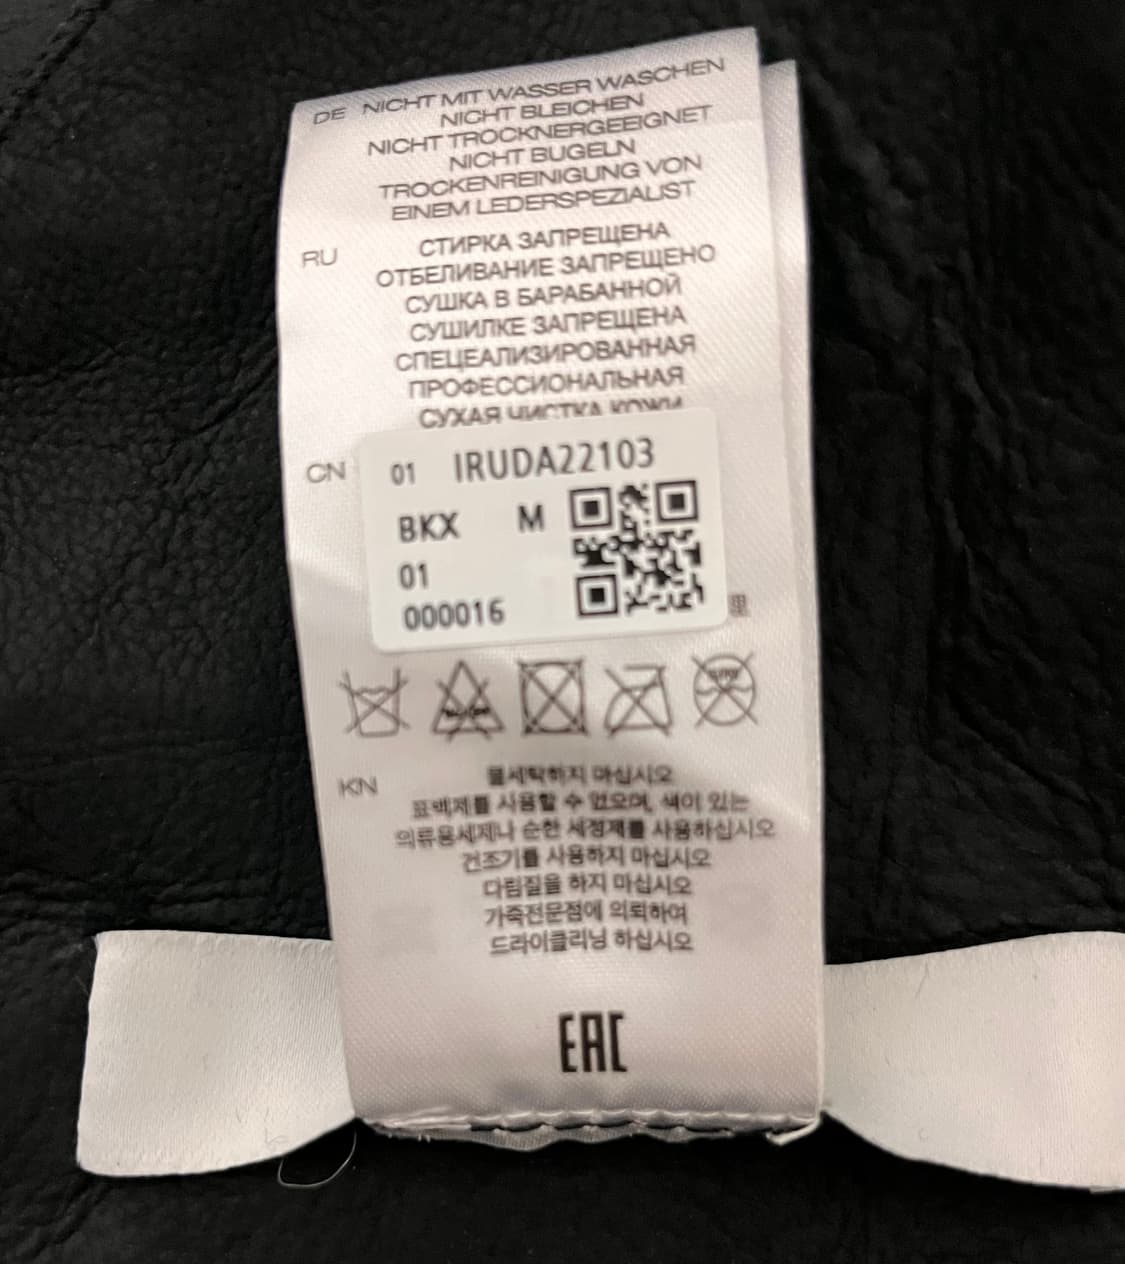 DE NICHT MIT WASSER WASCHEN
NICHT BLEICHEN
NICHT TROCKNERGEEIGNET
NICHT BUGELN
TROCKENREINIGUNG VON
EINEM LEDERSPEZIALIST
RU СТИРКА ЗАПРЕЩЕНА
ОТБЕЛИВАНИЕ ЗАПРЕЩЕНО
СУШКА В БАРАБАННОЙ
СУШИЛКЕ ЗАПРЕЩЕНА
СПЕЦЕАЛИЗИРОВАННАЯ
ПРОФЕССИОНАЛЬНАЯ
СУХАЯ ЧИСТКА КОЖИ
CN 01 IRUDA22103
BKX M
01
000016
KN 물세탁하지 마십시오
표백제를 사용할 수 없으며, 색이 있는
의류용세제나 순한 세정제를 사용하십시오
건조기를 사용하지 마십시오
다림질을 하지 마십시오
가죽전문점에 의뢰하여
드라이클리닝 하십시오
EAC